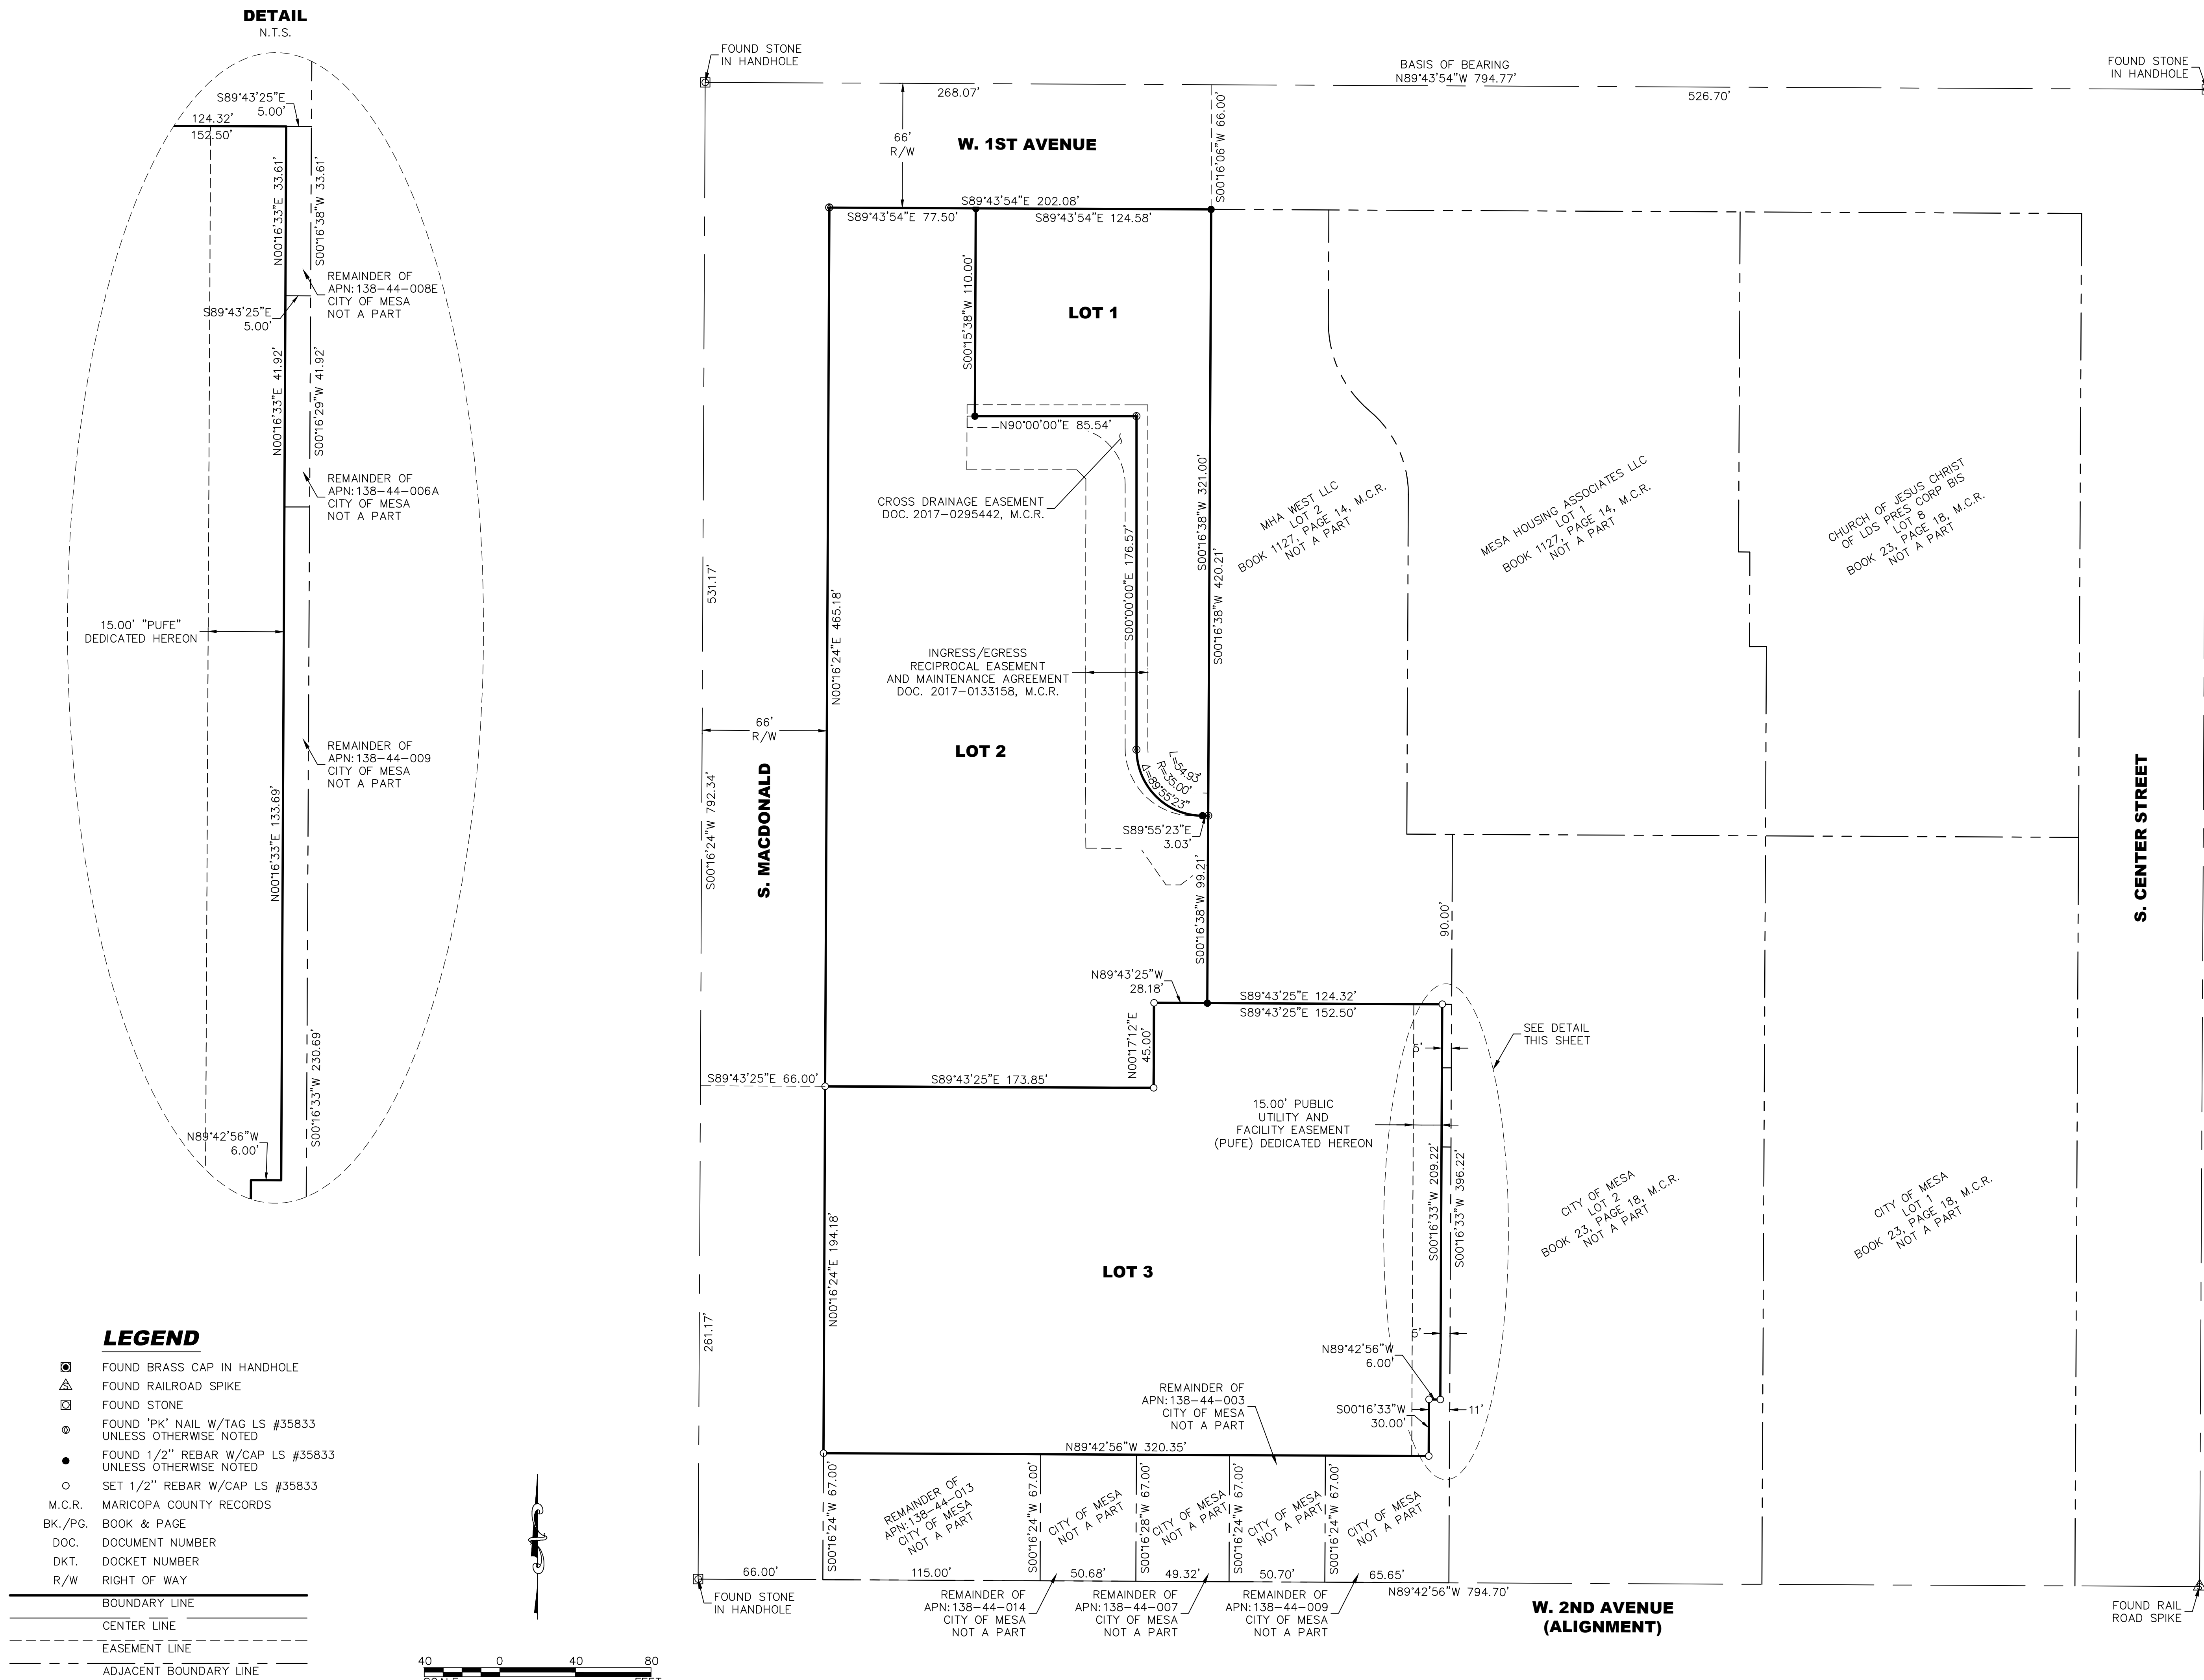 DETAIL
N.T.S.
S89°43'25"E
5.00'
124.32'
152.50'
N00°16'33"E 33.61'
S00°16'38"W 33.61'
REMAINDER OF
APN:138-44-008E
CITY OF MESA
NOT A PART
S89°43'25"E
5.00'
N00°16'33"E 41.92'
S00°16'29"W 41.92'
REMAINDER OF
APN:138-44-006A
CITY OF MESA
NOT A PART
15.00' "PUFE"
DEDICATED HEREON
REMAINDER OF
APN:138-44-009
CITY OF MESA
NOT A PART
N00°16'33"E 133.69'
S00°16'33"W 230.69'
N89°42'56"W
6.00'
LEGEND
FOUND BRASS CAP IN HANDHOLE
FOUND RAILROAD SPIKE
FOUND STONE
FOUND 'PK' NAIL W/TAG LS #35833
UNLESS OTHERWISE NOTED
FOUND 1/2'' REBAR W/CAP LS #35833
UNLESS OTHERWISE NOTED
SET 1/2'' REBAR W/CAP LS #35833
M.C.R. MARICOPA COUNTY RECORDS
BK./PG. BOOK & PAGE
DOC. DOCUMENT NUMBER
DKT. DOCKET NUMBER
R/W RIGHT OF WAY
BOUNDARY LINE
CENTER LINE
EASEMENT LINE
ADJACENT BOUNDARY LINE
40 0 40 80
SCALE FEET
FOUND STONE
IN HANDHOLE
BASIS OF BEARING
N89°43'54"W 794.77'
FOUND STONE
IN HANDHOLE
268.07'
526.70'
66'
R/W
W. 1ST AVENUE
S00°16'06"W 66.00'
S89°43'54"E 202.08'
S89°43'54"E 77.50'
S89°43'54"E 124.58'
S00°15'38"W 110.00'
LOT 1
N90°00'00"E 85.54'
CROSS DRAINAGE EASEMENT
DOC. 2017-0295442, M.C.R.
S00°16'38"W 321.00'
S00°16'38"W 420.21'
S00°00'00"E 176.57'
MHA WEST LLC
LOT 2
BOOK 1127, PAGE 14, M.C.R.
NOT A PART
MESA HOUSING ASSOCIATES LLC
LOT 1
BOOK 1127, PAGE 14, M.C.R.
NOT A PART
CHURCH OF JESUS CHRIST
OF LDS PRES CORP BIS
LOT 8
BOOK 23, PAGE 18, M.C.R.
NOT A PART
531.17'
N00°16'24"E 465.18'
INGRESS/EGRESS
RECIPROCAL EASEMENT
AND MAINTENANCE AGREEMENT
DOC. 2017-0133158, M.C.R.
66'
R/W
LOT 2
L=54.93'
R=35.00'
Δ=89°55'23"
S89°55'23"E
3.03'
S00°16'24"W 792.34'
S. MACDONALD
S. CENTER STREET
S00°16'38"W 99.21'
90.00'
N89°43'25"W
28.18'
S89°43'25"E 124.32'
S89°43'25"E 152.50'
N00°17'12"E
45.00'
SEE DETAIL
THIS SHEET
5'
S89°43'25"E 66.00'
S89°43'25"E 173.85'
15.00' PUBLIC
UTILITY AND
FACILITY EASEMENT
(PUFE) DEDICATED HEREON
S00°16'33"W 209.22'
S00°16'33"W 396.22'
CITY OF MESA
LOT 2
BOOK 23, PAGE 18, M.C.R.
NOT A PART
CITY OF MESA
LOT 1
BOOK 23, PAGE 18, M.C.R.
NOT A PART
N00°16'24"E 194.18'
LOT 3
261.17'
5'
N89°42'56"W
6.00'
S00°16'33"W
30.00'
11'
REMAINDER OF
APN:138-44-003
CITY OF MESA
NOT A PART
N89°42'56"W 320.35'
S00°16'24"W 67.00'
REMAINDER OF
APN:138-44-013
CITY OF MESA
NOT A PART
S00°16'24"W 67.00'
CITY OF MESA
NOT A PART
S00°16'28"W 67.00'
CITY OF MESA
NOT A PART
S00°16'24"W 67.00'
CITY OF MESA
NOT A PART
S00°16'24"W 67.00'
CITY OF MESA
NOT A PART
66.00'
115.00'
50.68'
49.32'
50.70'
65.65'
N89°42'56"W 794.70'
FOUND STONE
IN HANDHOLE
REMAINDER OF
APN:138-44-014
CITY OF MESA
NOT A PART
REMAINDER OF
APN:138-44-007
CITY OF MESA
NOT A PART
REMAINDER OF
APN:138-44-009
CITY OF MESA
NOT A PART
W. 2ND AVENUE
(ALIGNMENT)
FOUND RAIL
ROAD SPIKE